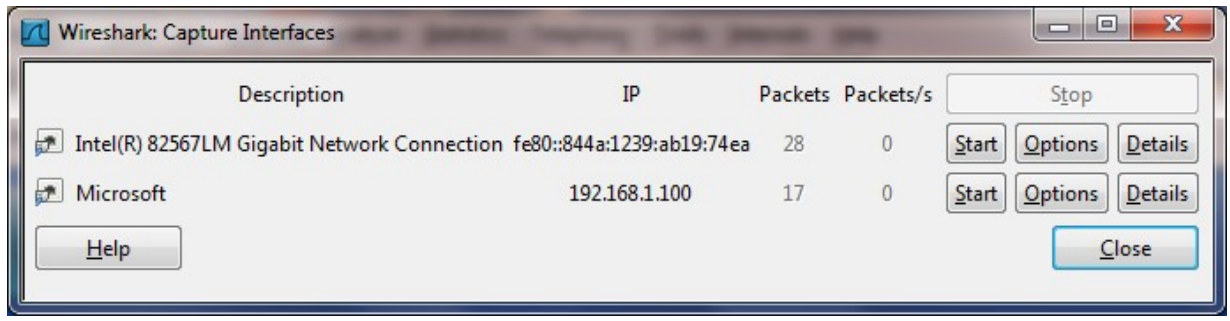 Wireshark: Capture Interfaces
Description IP Packets Packets/s Stop
Intel(R) 82567LM Gigabit Network Connection fe80::844a:1239:ab19:74ea 28 0 Start Options Details
Microsoft 192.168.1.100 17 0 Start Options Details
Help Close